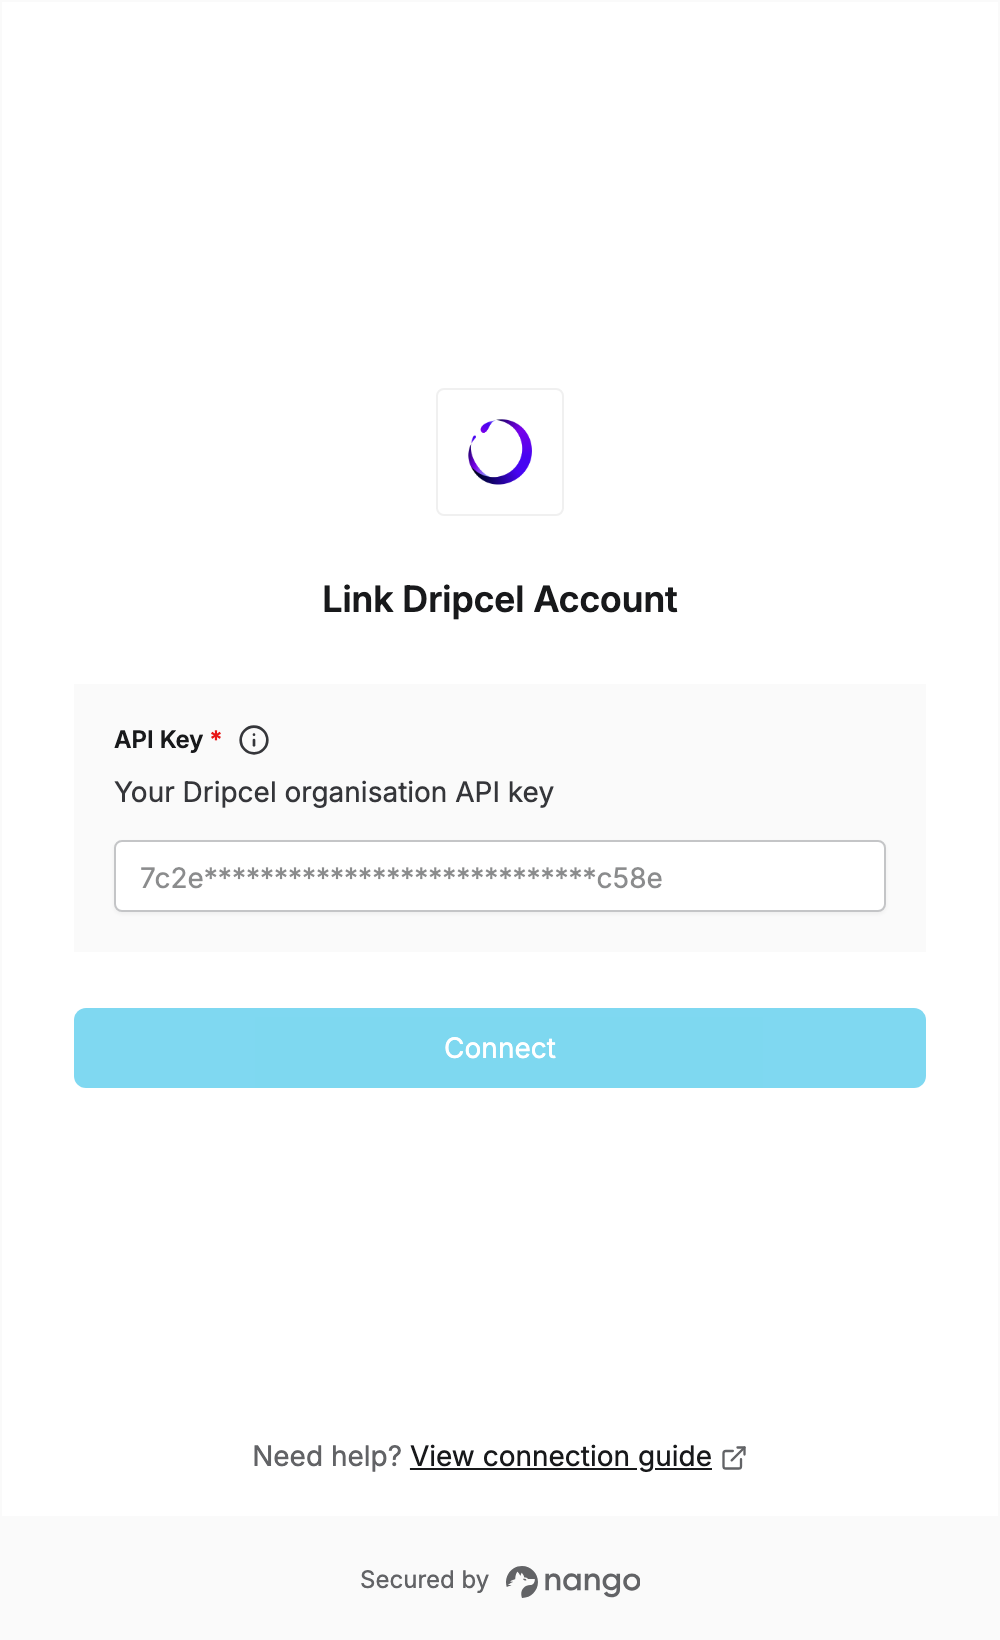 Link Dripcel Account
API Key *
Your Dripcel organisation API key
7c2e****************************c58e
Connect
Need help? View connection guide
Secured by nango